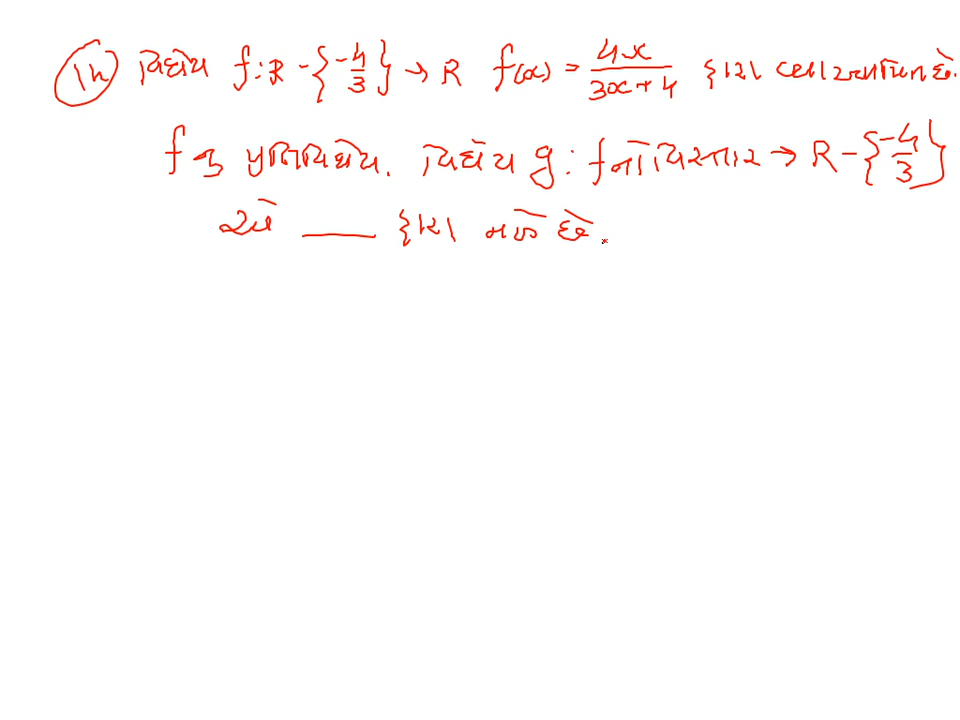 (14) વિધેય f : R - {-4/3} → R f(x) = 4x/(3x + 4) દ્વારા વ્યાખ્યાયિત છે.
f નું પ્રતિવિધેય. વિધેય g : f નો વિસ્તાર → R - {-4/3}
એ ____ દ્વારા મળે છે.